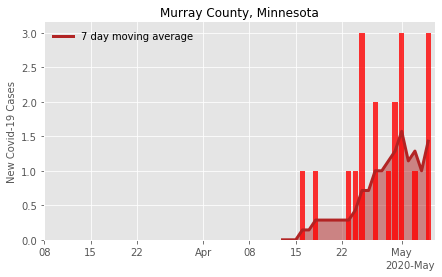 Murray County, Minnesota
7 day moving average
New Covid-19 Cases
3.0
2.5
2.0
1.5
1.0
0.5
0.0
08 15 22 Apr 08 15 22 May
2020-May